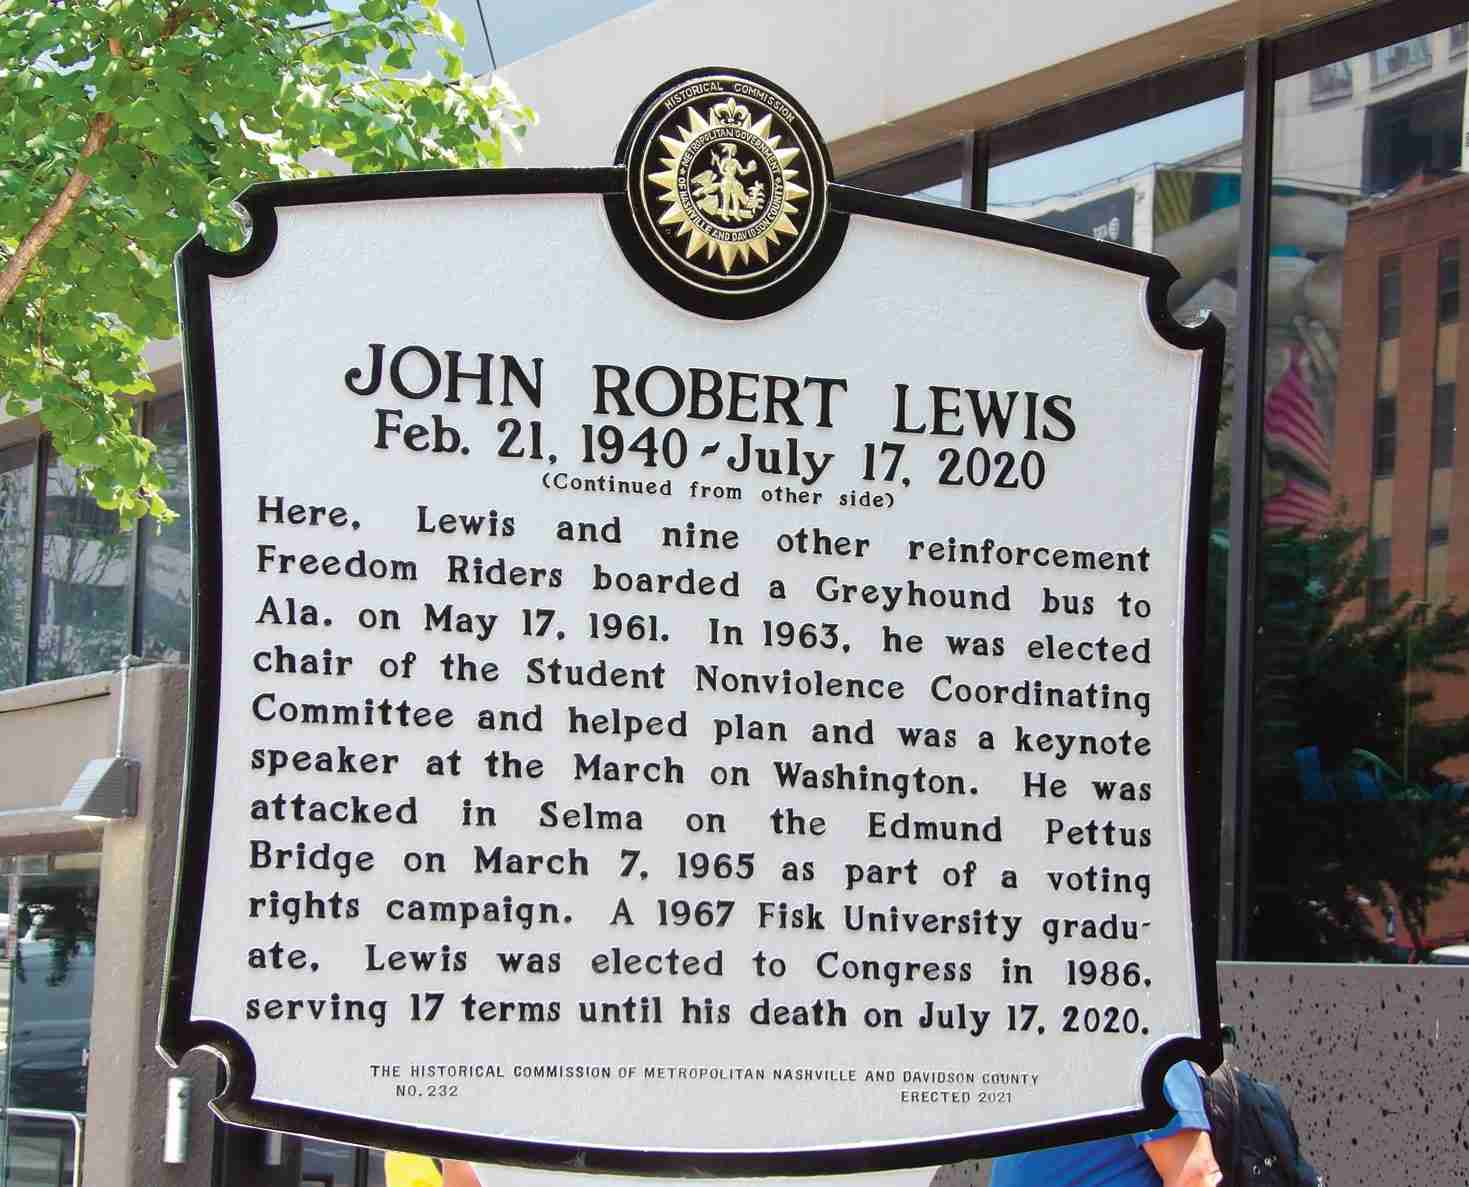 HISTORICAL COMMISSION
METROPOLITAN GOVERNMENT
OF NASHVILLE AND DAVIDSON COUNTY
JOHN ROBERT LEWIS
Feb. 21, 1940 - July 17, 2020
(Continued from other side)
Here, Lewis and nine other reinforcement
Freedom Riders boarded a Greyhound bus to
Ala. on May 17, 1961. In 1963, he was elected
chair of the Student Nonviolence Coordinating
Committee and helped plan and was a keynote
speaker at the March on Washington. He was
attacked in Selma on the Edmund Pettus
Bridge on March 7, 1965 as part of a voting
rights campaign. A 1967 Fisk University gradu-
ate, Lewis was elected to Congress in 1986,
serving 17 terms until his death on July 17, 2020.
THE HISTORICAL COMMISSION OF METROPOLITAN NASHVILLE AND DAVIDSON COUNTY
NO. 232 ERECTED 2021